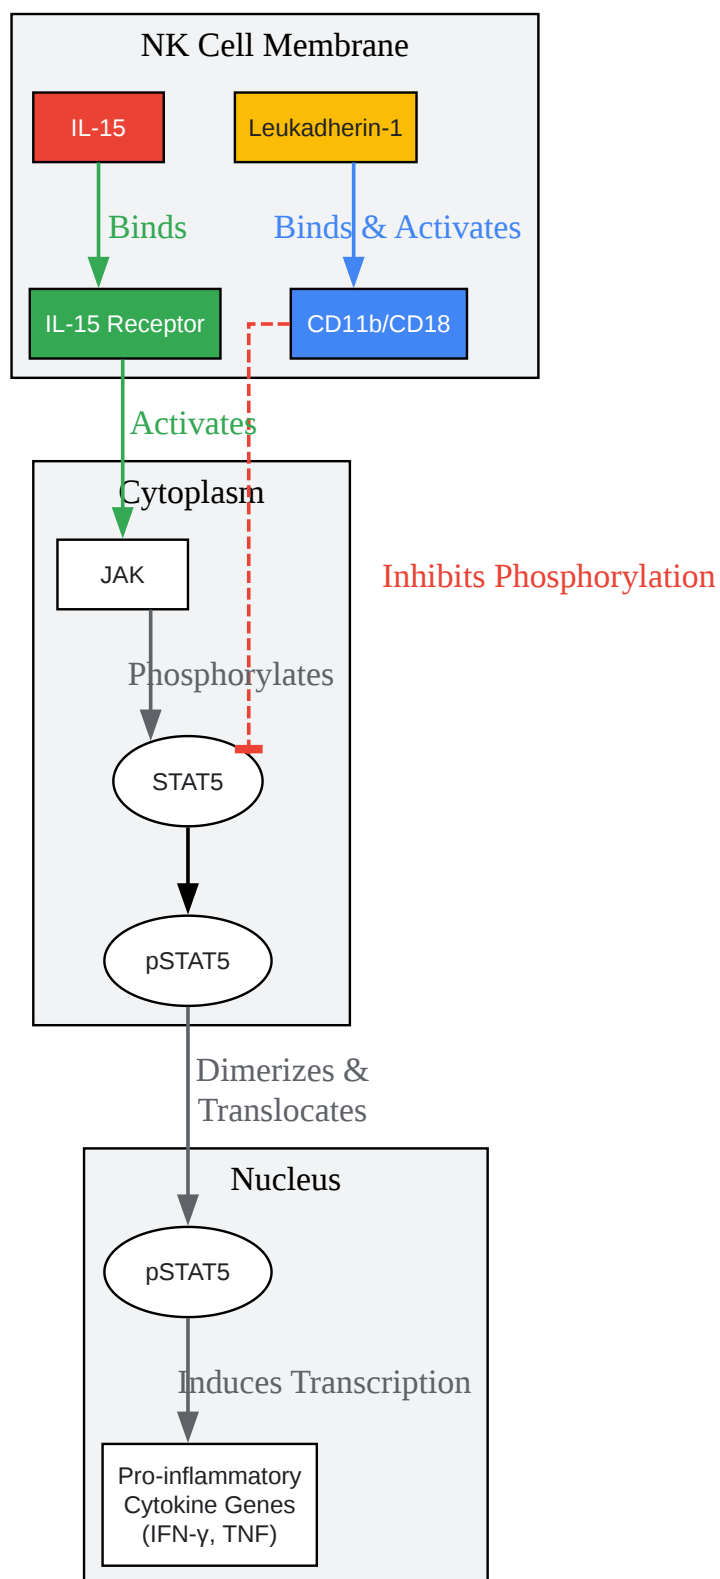 NK Cell Membrane
IL-15
Leukadherin-1
Binds
Binds & Activates
IL-15 Receptor
CD11b/CD18
Activates
Cytoplasm
JAK
Inhibits Phosphorylation
Phosphorylates
STAT5
pSTAT5
Dimerizes &
Translocates
Nucleus
pSTAT5
Induces Transcription
Pro-inflammatory
Cytokine Genes
(IFN-γ, TNF)